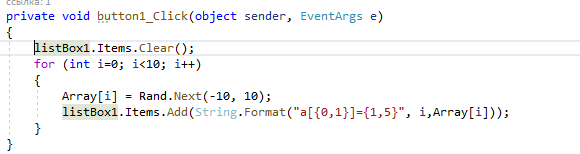 ссылка: 1
private void button1_Click(object sender, EventArgs e)
{
listBox1.Items.Clear();
for (int i=0; i<10; i++)
{
Array[i] = Rand.Next(-10, 10);
listBox1.Items.Add(String.Format("a[{0,1}]={1,5}", i,Array[i]));
}
}